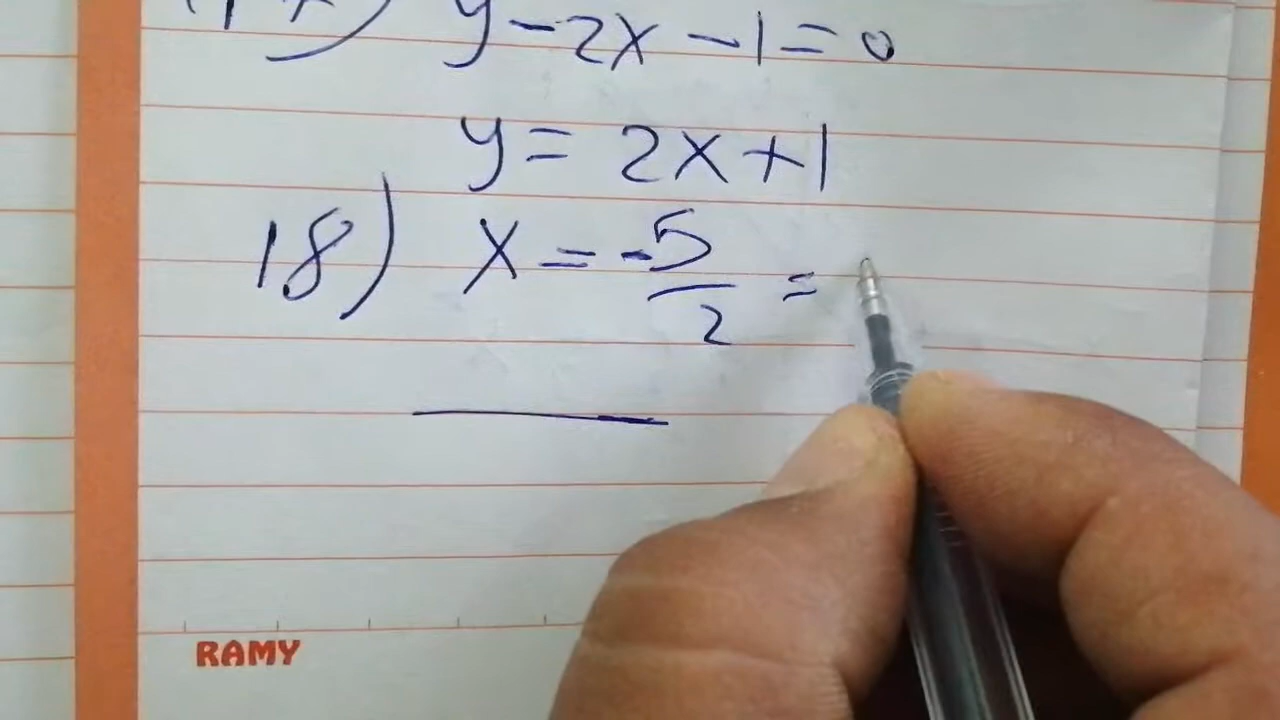 y-2x-1=0
y= 2x+1
18) x = -5/2 =
RAMY